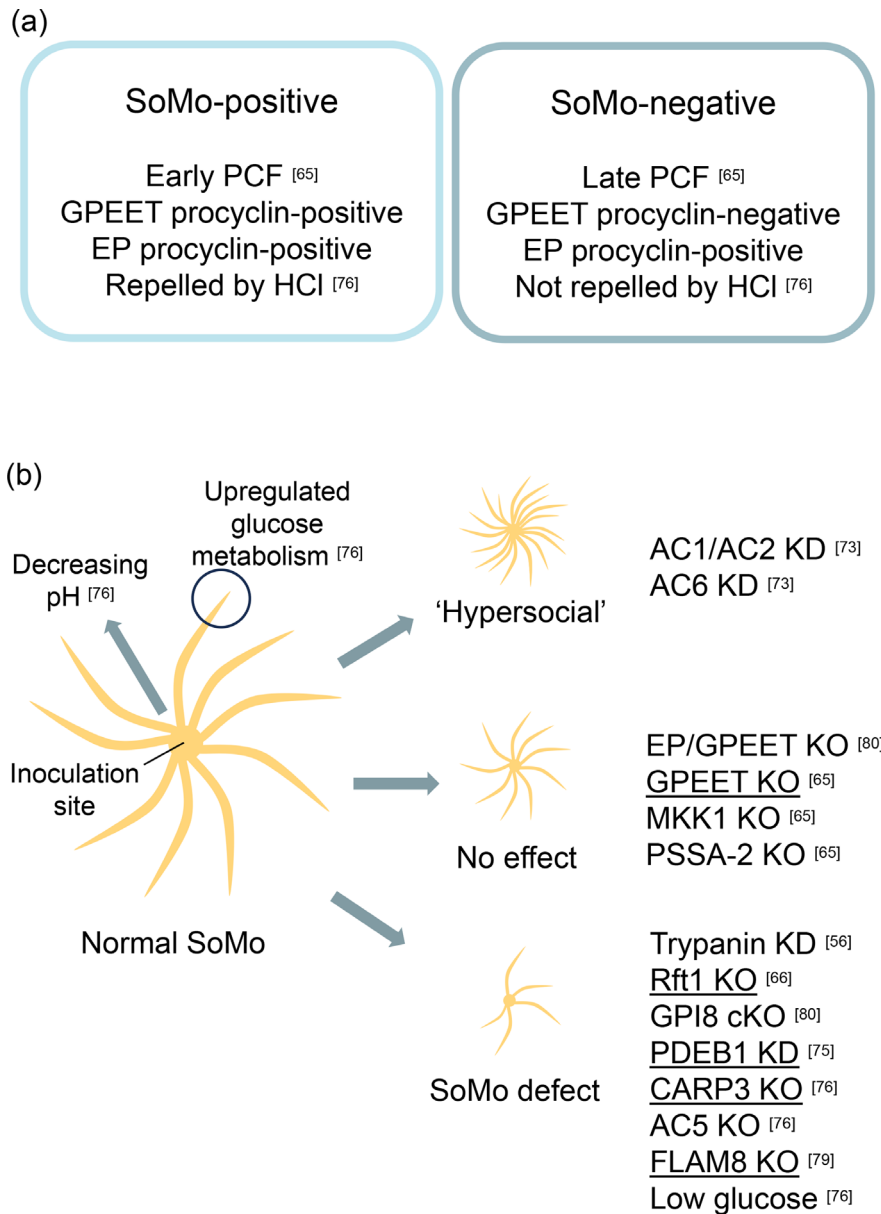 (a)
SoMo-positive
Early PCF [65]
GPEET procyclin-positive
EP procyclin-positive
Repelled by HCl [76]
SoMo-negative
Late PCF [65]
GPEET procyclin-negative
EP procyclin-positive
Not repelled by HCl [76]
(b)
Upregulated
glucose
metabolism [76]
Decreasing
pH [76]
Inoculation
site
Normal SoMo
'Hypersocial'
AC1/AC2 KD [73]
AC6 KD [73]
No effect
EP/GPEET KO [80]
GPEET KO [65]
MKK1 KO [65]
PSSA-2 KO [65]
SoMo defect
Trypanin KD [56]
Rft1 KO [66]
GPI8 cKO [80]
PDEB1 KD [75]
CARP3 KO [76]
AC5 KO [76]
FLAM8 KO [79]
Low glucose [76]